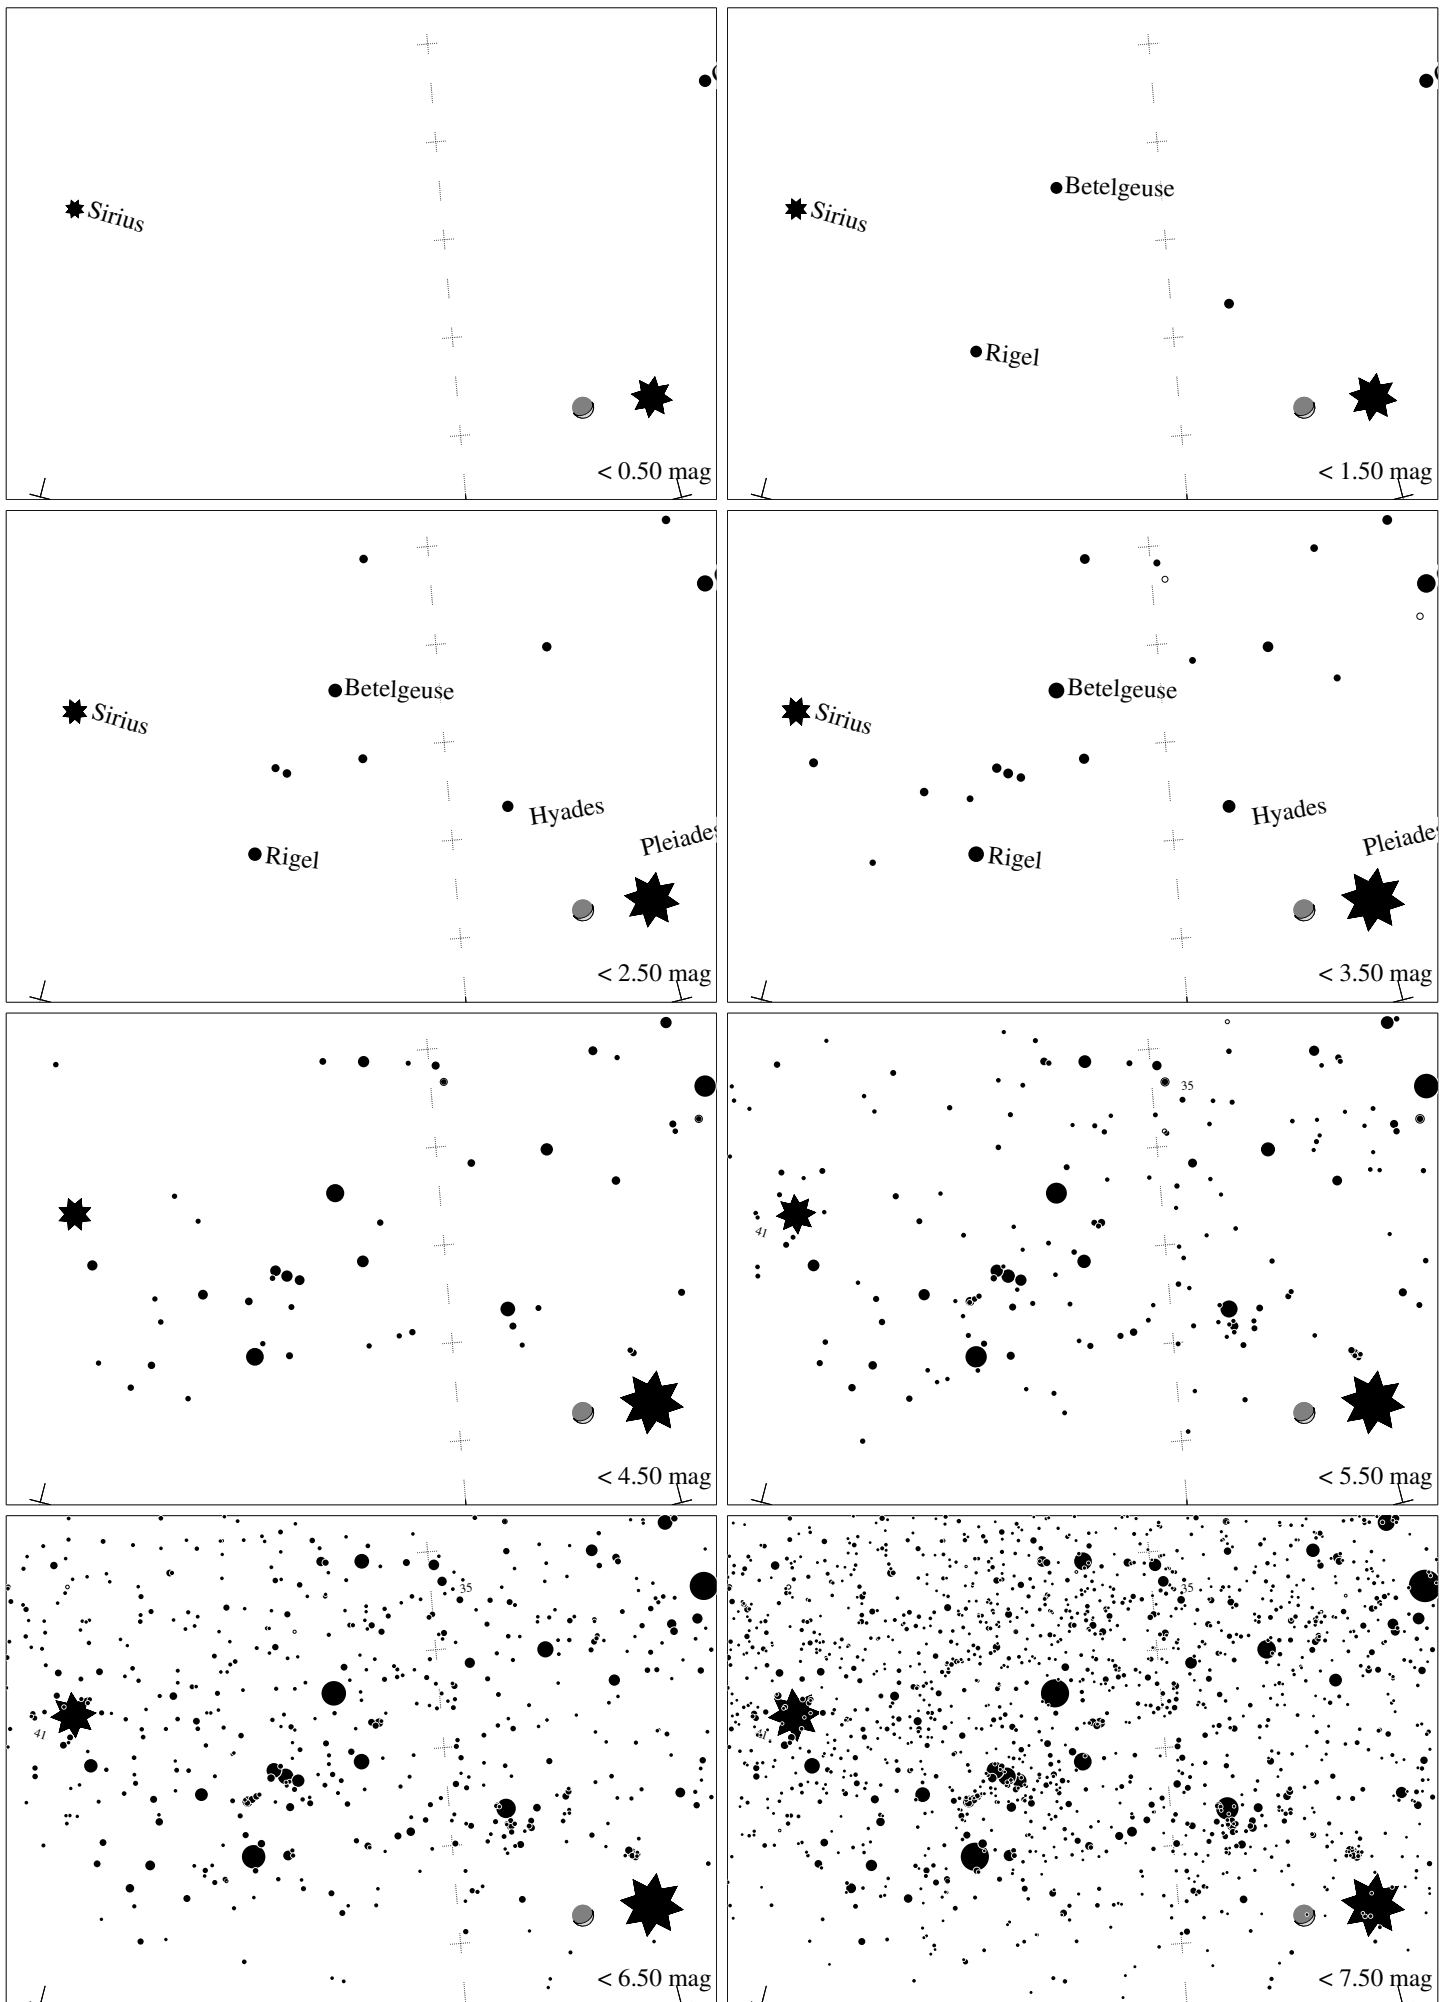 Sirius
< 0.50 mag
Betelgeuse
Sirius
Rigel
< 1.50 mag
Betelgeuse
Sirius
Hyades
Pleiades
Rigel
< 2.50 mag
Betelgeuse
Sirius
Hyades
Pleiades
Rigel
< 3.50 mag
< 4.50 mag
35
41
< 5.50 mag
35
41
< 6.50 mag
35
41
< 7.50 mag